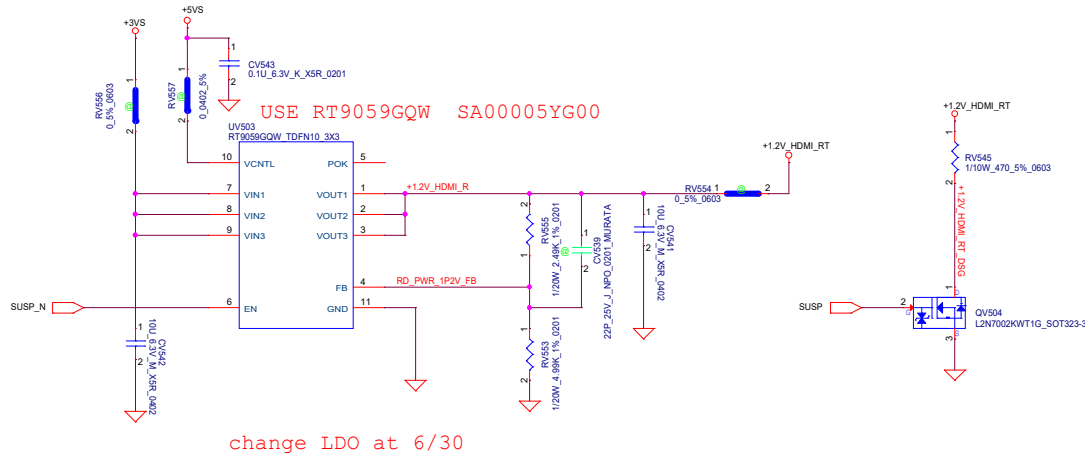 +3VS
+5VS
1
2
RV556
0_5%_0603
@
1
2
RV557
0_0402_5%
@
1
2
CV543
0.1U_6.3V_K_X5R_0201
USE RT9059GQW SA00005YG00
UV503
RT9059GQW_TDFN10_3X3
10 VCNTL
POK 5
7 VIN1
VOUT1 1
8 VIN2
VOUT2 2
9 VIN3
VOUT3 3
FB 4
6 EN
GND 11
SUSP_N
+1.2V_HDMI_R
RD_PWR_1P2V_FB
1
2
CV542
10U_6.3V_M_X5R_0402
2
1
RV555
1/20W_2.49K_1%_0201
1
2
RV553
1/20W_4.99K_1%_0201
1
2
@
CV539
22P_25V_J_NPO_0201_MURATA
1
2
CV541
10U_6.3V_M_X5R_0402
RV554 1 @ 2
0_5%_0603
+1.2V_HDMI_RT
+1.2V_HDMI_RT
1
2
RV545
1/10W_470_5%_0603
+1.2V_HDMI_RT_DSG
SUSP
2
G
1
D
S
3
QV504
L2N7002KWT1G_SOT323-3
change LDO at 6/30